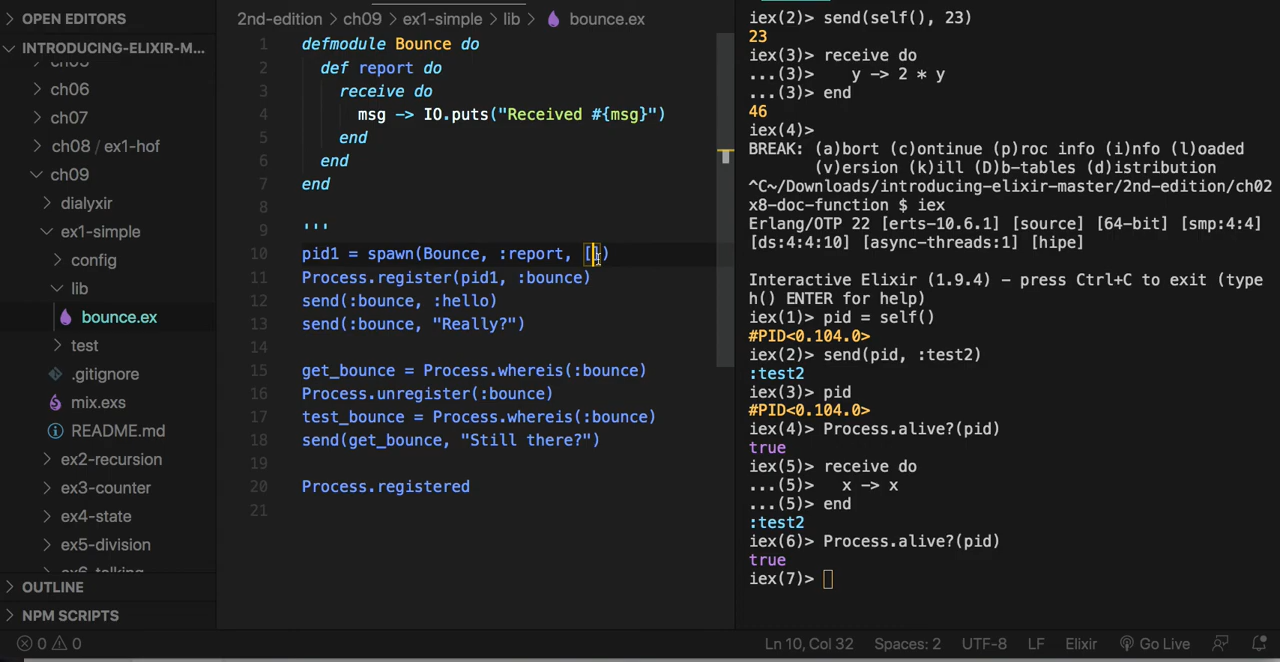 OPEN EDITORS
INTRODUCING-ELIXIR-M...
ch05
ch06
ch07
ch08 / ex1-hof
ch09
dialyxir
ex1-simple
config
lib
bounce.ex
test
.gitignore
mix.exs
README.md
ex2-recursion
ex3-counter
ex4-state
ex5-division
ex6-talking
OUTLINE
NPM SCRIPTS
2nd-edition > ch09 > ex1-simple > lib > bounce.ex
1 defmodule Bounce do
2 def report do
3 receive do
4 msg -> IO.puts("Received #{msg}")
5 end
6 end
7 end
8
9 '''
10 pid1 = spawn(Bounce, :report, [])
11 Process.register(pid1, :bounce)
12 send(:bounce, :hello)
13 send(:bounce, "Really?")
14
15 get_bounce = Process.whereis(:bounce)
16 Process.unregister(:bounce)
17 test_bounce = Process.whereis(:bounce)
18 send(get_bounce, "Still there?")
19
20 Process.registered
21
iex(2)> send(self(), 23)
23
iex(3)> receive do
...(3)> y -> 2 * y
...(3)> end
46
iex(4)>
BREAK: (a)bort (c)ontinue (p)roc info (i)nfo (l)oaded
(v)ersion (k)ill (D)b-tables (d)istribution
^C~/Downloads/introducing-elixir-master/2nd-edition/ch02
x8-doc-function $ iex
Erlang/OTP 22 [erts-10.6.1] [source] [64-bit] [smp:4:4]
[ds:4:4:10] [async-threads:1] [hipe]
Interactive Elixir (1.9.4) - press Ctrl+C to exit (type
h() ENTER for help)
iex(1)> pid = self()
#PID<0.104.0>
iex(2)> send(pid, :test2)
:test2
iex(3)> pid
#PID<0.104.0>
iex(4)> Process.alive?(pid)
true
iex(5)> receive do
...(5)> x -> x
...(5)> end
:test2
iex(6)> Process.alive?(pid)
true
iex(7)>
0 0
Ln 10, Col 32 Spaces: 2 UTF-8 LF Elixir Go Live